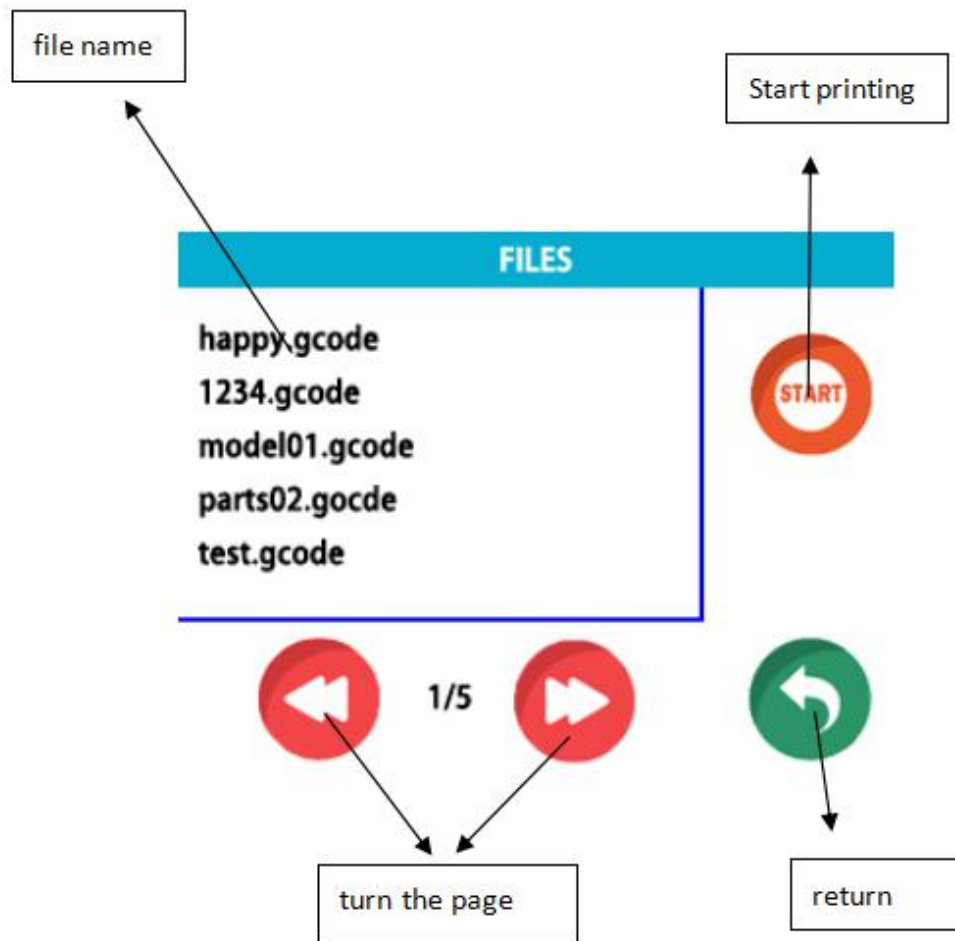 file name
Start printing
FILES
happy.gcode
1234.gcode
model01.gcode
parts02.gocde
test.gcode
START
1/5
turn the page
return